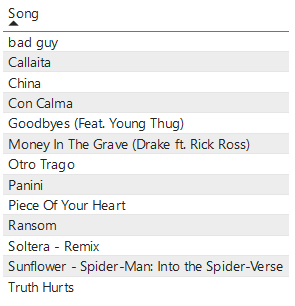 Song
bad guy
Callaita
China
Con Calma
Goodbyes (Feat. Young Thug)
Money In The Grave (Drake ft. Rick Ross)
Otro Trago
Panini
Piece Of Your Heart
Ransom
Soltera - Remix
Sunflower - Spider-Man: Into the Spider-Verse
Truth Hurts